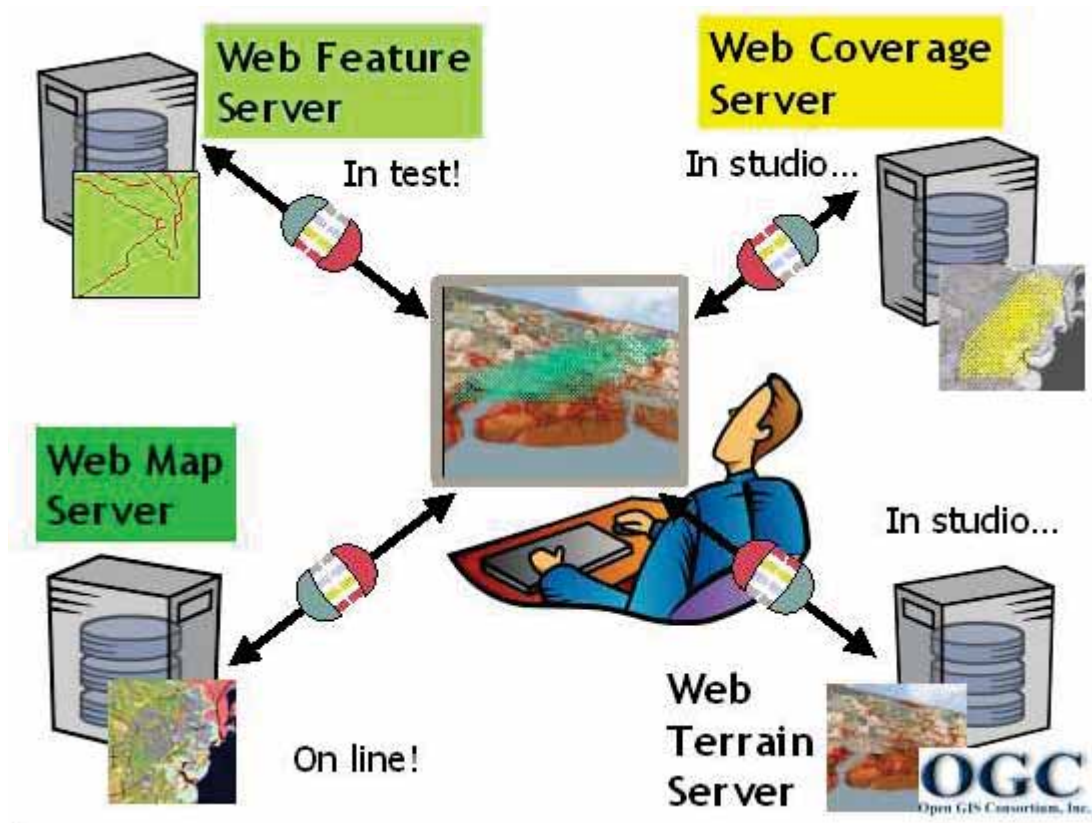 Web Feature
Server
Web Coverage
Server
In test!
In studio...
Web Map
Server
In studio...
Web
Terrain
Server
On line!
OGC
Open GIS Consortium, Inc.